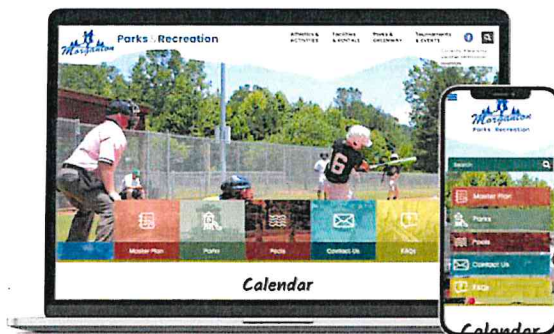 Morganton
Parks & Recreation
Athletics &
ACTIVITIES
Facilities
& RENTALS
Parks &
GREENWAY
Tournaments
& EVENTS
6
Master Plan
Parks
Pools
Contact Us
FAQs
Calendar
Morganton
Parks & Recreation
Search
Master Plan
Parks
Pools
Contact Us
FAQs
Calendar